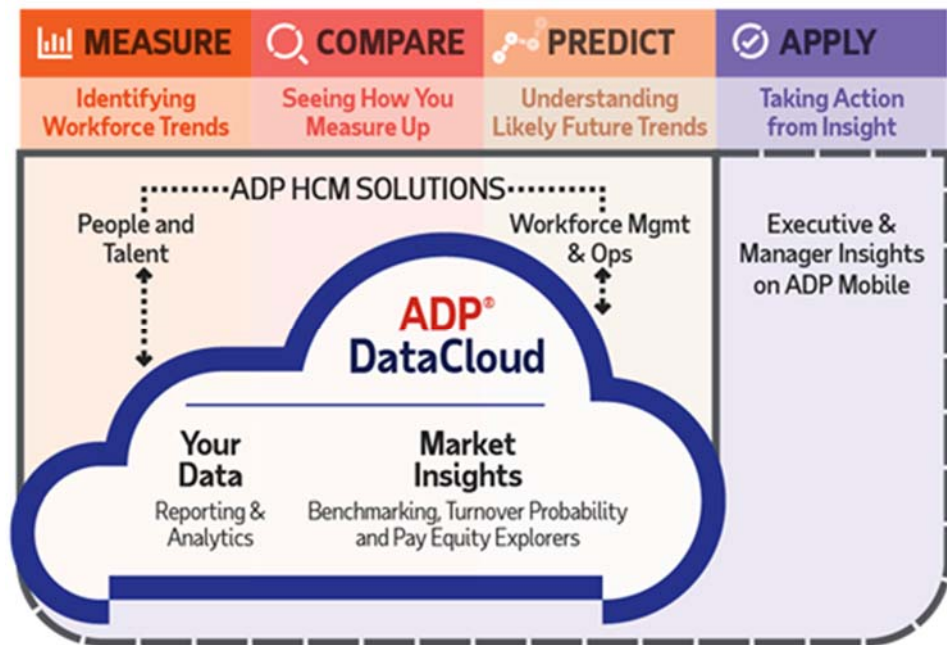 MEASURE
COMPARE
PREDICT
APPLY
Identifying
Workforce Trends
Seeing How You
Measure Up
Understanding
Likely Future Trends
Taking Action
from Insight
ADP HCM SOLUTIONS
People and
Talent
Workforce Mgmt
& Ops
Executive &
Manager Insights
on ADP Mobile
ADP®
DataCloud
Your
Data
Reporting &
Analytics
Market
Insights
Benchmarking, Turnover Probability
and Pay Equity Explorers